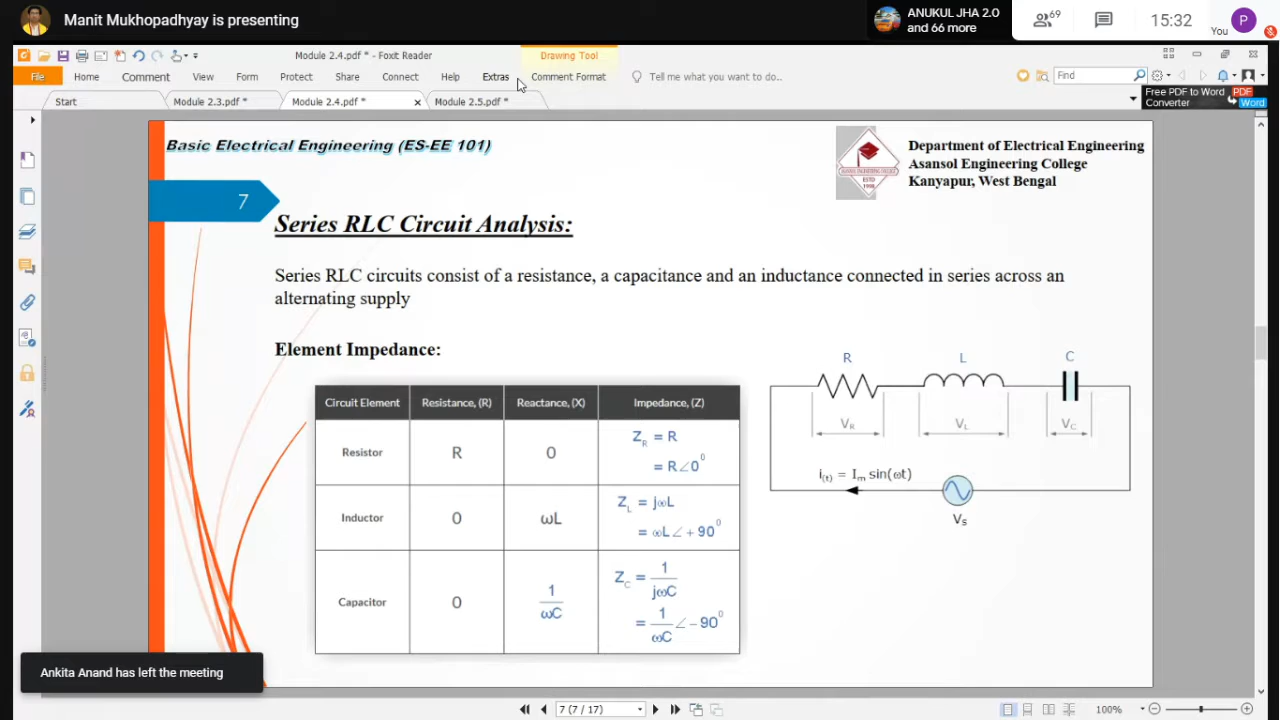 Manit Mukhopadhyay is presenting
ANUKUL JHA 2.0
and 66 more
69
15:32
You
P
Module 2.4.pdf * - Foxit Reader
Drawing Tool
File Home Comment View Form Protect Share Connect Help Extras Comment Format Tell me what you want to do.. Find
Start Module 2.3.pdf * Module 2.4.pdf * Module 2.5.pdf *
Free PDF to Word
Converter
PDF
Word
Basic Electrical Engineering (ES-EE 101)
Department of Electrical Engineering
Asansol Engineering College
Kanyapur, West Bengal
7
Series RLC Circuit Analysis:
Series RLC circuits consist of a resistance, a capacitance and an inductance connected in series across an
alternating supply
Element Impedance:
Circuit Element Resistance, (R) Reactance, (X) Impedance, (Z)
Resistor R 0 Z_R = R
= R∠0⁰
Inductor 0 ωL Z_L = jωL
= ωL∠+90⁰
Capacitor 0 1/ωC Z_C = 1/jωC
= 1/ωC ∠-90⁰
R L C
V_R V_L V_C
i(t) = I_m sin(ωt)
V_S
Ankita Anand has left the meeting
7 (7 / 17)
100%